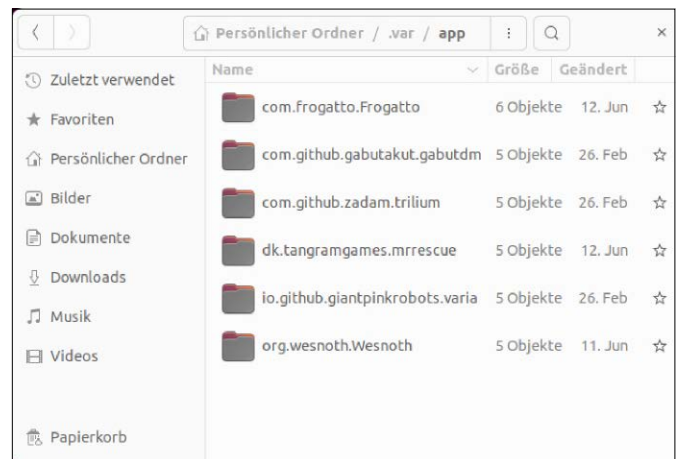 Persönlicher Ordner / .var / app
Zuletzt verwendet
Favoriten
Persönlicher Ordner
Bilder
Dokumente
Downloads
Musik
Videos
Papierkorb
Name Größe Geändert
com.frogatto.Frogatto 6 Objekte 12. Jun
com.github.gabutakut.gabutdm 5 Objekte 26. Feb
com.github.zadam.trilium 5 Objekte 26. Feb
dk.tangramgames.mrrescue 5 Objekte 12. Jun
io.github.giantpinkrobots.varia 5 Objekte 26. Feb
org.wesnoth.Wesnoth 5 Objekte 11. Jun